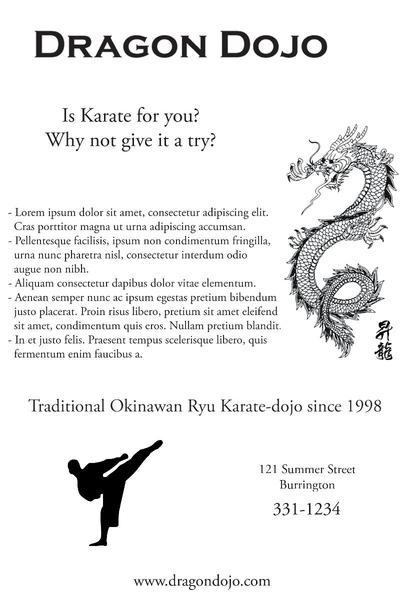 DRAGON DOJO
Is Karate for you?
Why not give it a try?
- Lorem ipsum dolor sit amet, consectetur adipiscing elit.
Cras porttitor magna ut urna adipiscing accumsan.
- Pellentesque facilisis, ipsum non condimentum fringilla,
urna nunc pharetra nisl, consectetur interdum odio
augue non nibh.
- Aliquam consectetur dapibus dolor vitae elementum.
- Aenean semper nunc ac ipsum egestas pretium bibendum
justo placerat. Proin risus libero, pretium sit amet eleifend
sit amet, condimentum quis eros. Nullam pretium blandit.
- In et justo felis. Praesent tempus scelerisque libero, quis
fermentum enim faucibus a.
昇龍
Traditional Okinawan Ryu Karate-dojo since 1998
121 Summer Street
Burrington
331-1234
www.dragondojo.com